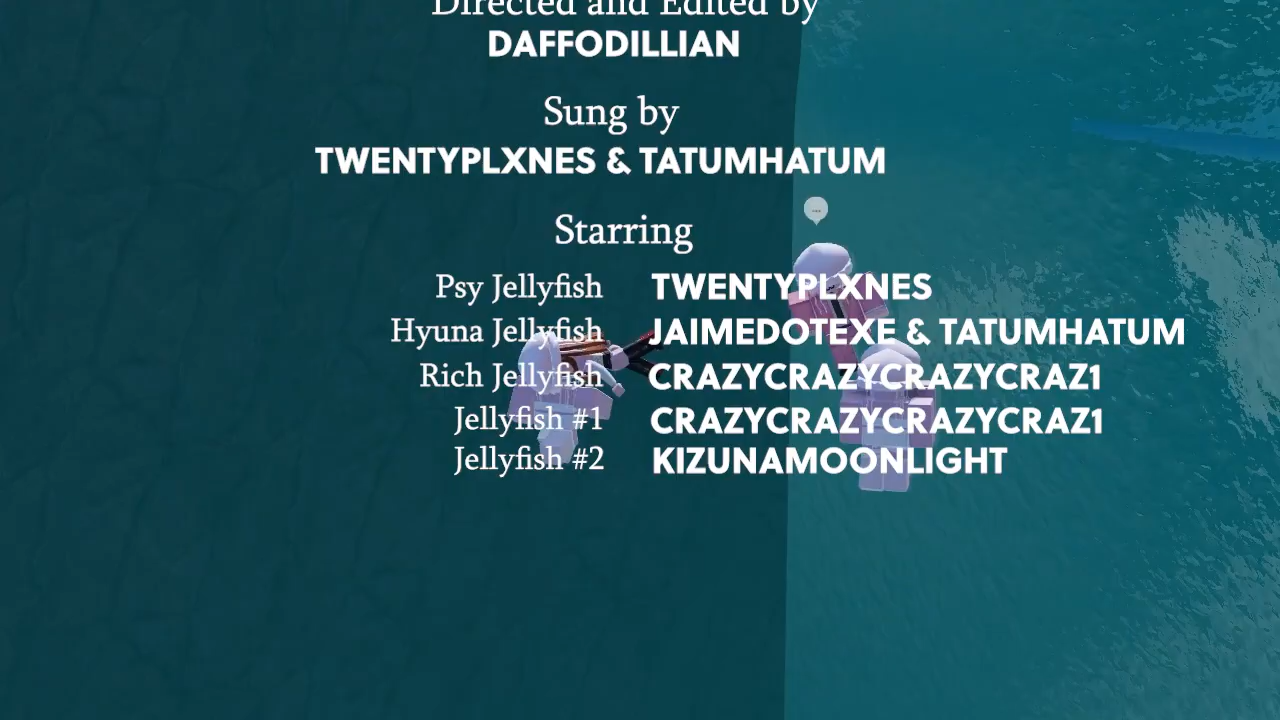 Directed and Edited by
DAFFODILLIAN
Sung by
TWENTYPLXNES & TATUMHATUM
Starring
Psy Jellyfish TWENTYPLXNES
Hyuna Jellyfish JAIMEDOTEXE & TATUMHATUM
Rich Jellyfish CRAZYCRAZYCRAZYCRAZ1
Jellyfish #1 CRAZYCRAZYCRAZYCRAZ1
Jellyfish #2 KIZUNAMOONLIGHT